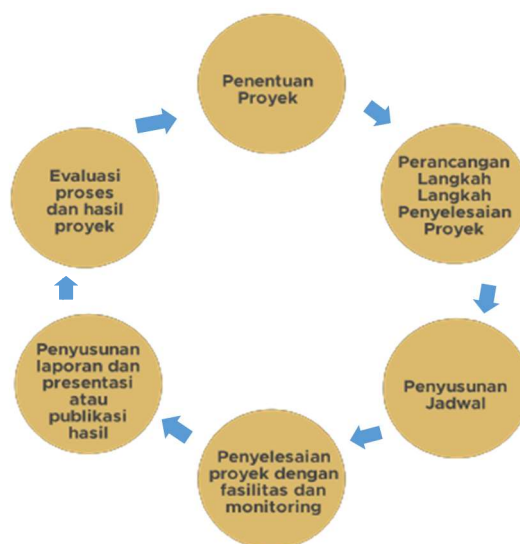 Penentuan
Proyek
Perancangan
Langkah
Langkah
Penyelesaian
Proyek
Penyusunan
Jadwal
Penyelesaian
proyek dengan
fasilitas dan
monitoring
Penyusunan
laporan dan
presentasi
atau
publikasi
hasil
Evaluasi
proses
dan hasil
proyek